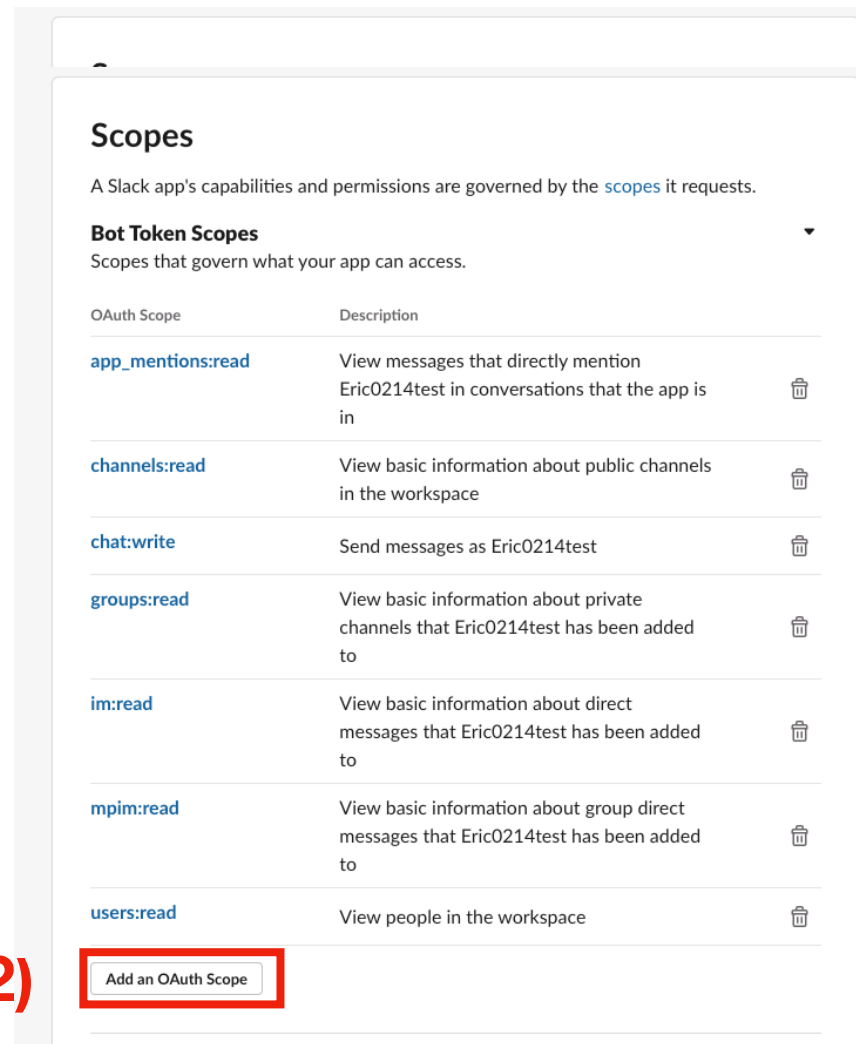 Scopes
A Slack app's capabilities and permissions are governed by the scopes it requests.
Bot Token Scopes
Scopes that govern what your app can access.
OAuth Scope Description
app_mentions:read View messages that directly mention
Eric0214test in conversations that the app is
in
channels:read View basic information about public channels
in the workspace
chat:write Send messages as Eric0214test
groups:read View basic information about private
channels that Eric0214test has been added
to
im:read View basic information about direct
messages that Eric0214test has been added
to
mpim:read View basic information about group direct
messages that Eric0214test has been added
to
users:read View people in the workspace
2)
Add an OAuth Scope